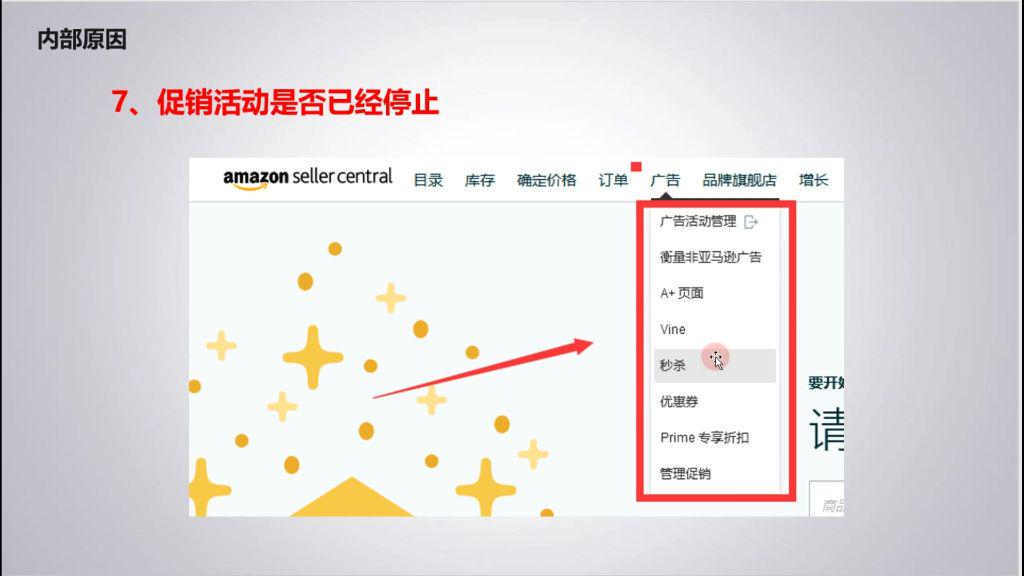 内部原因
7、促销活动是否已经停止
amazon seller central 目录 库存 确定价格 订单 广告 品牌旗舰店 增长
广告活动管理
衡量非亚马逊广告
A+ 页面
Vine
秒杀
优惠券
Prime 专享折扣
管理促销
要开始
请
商品